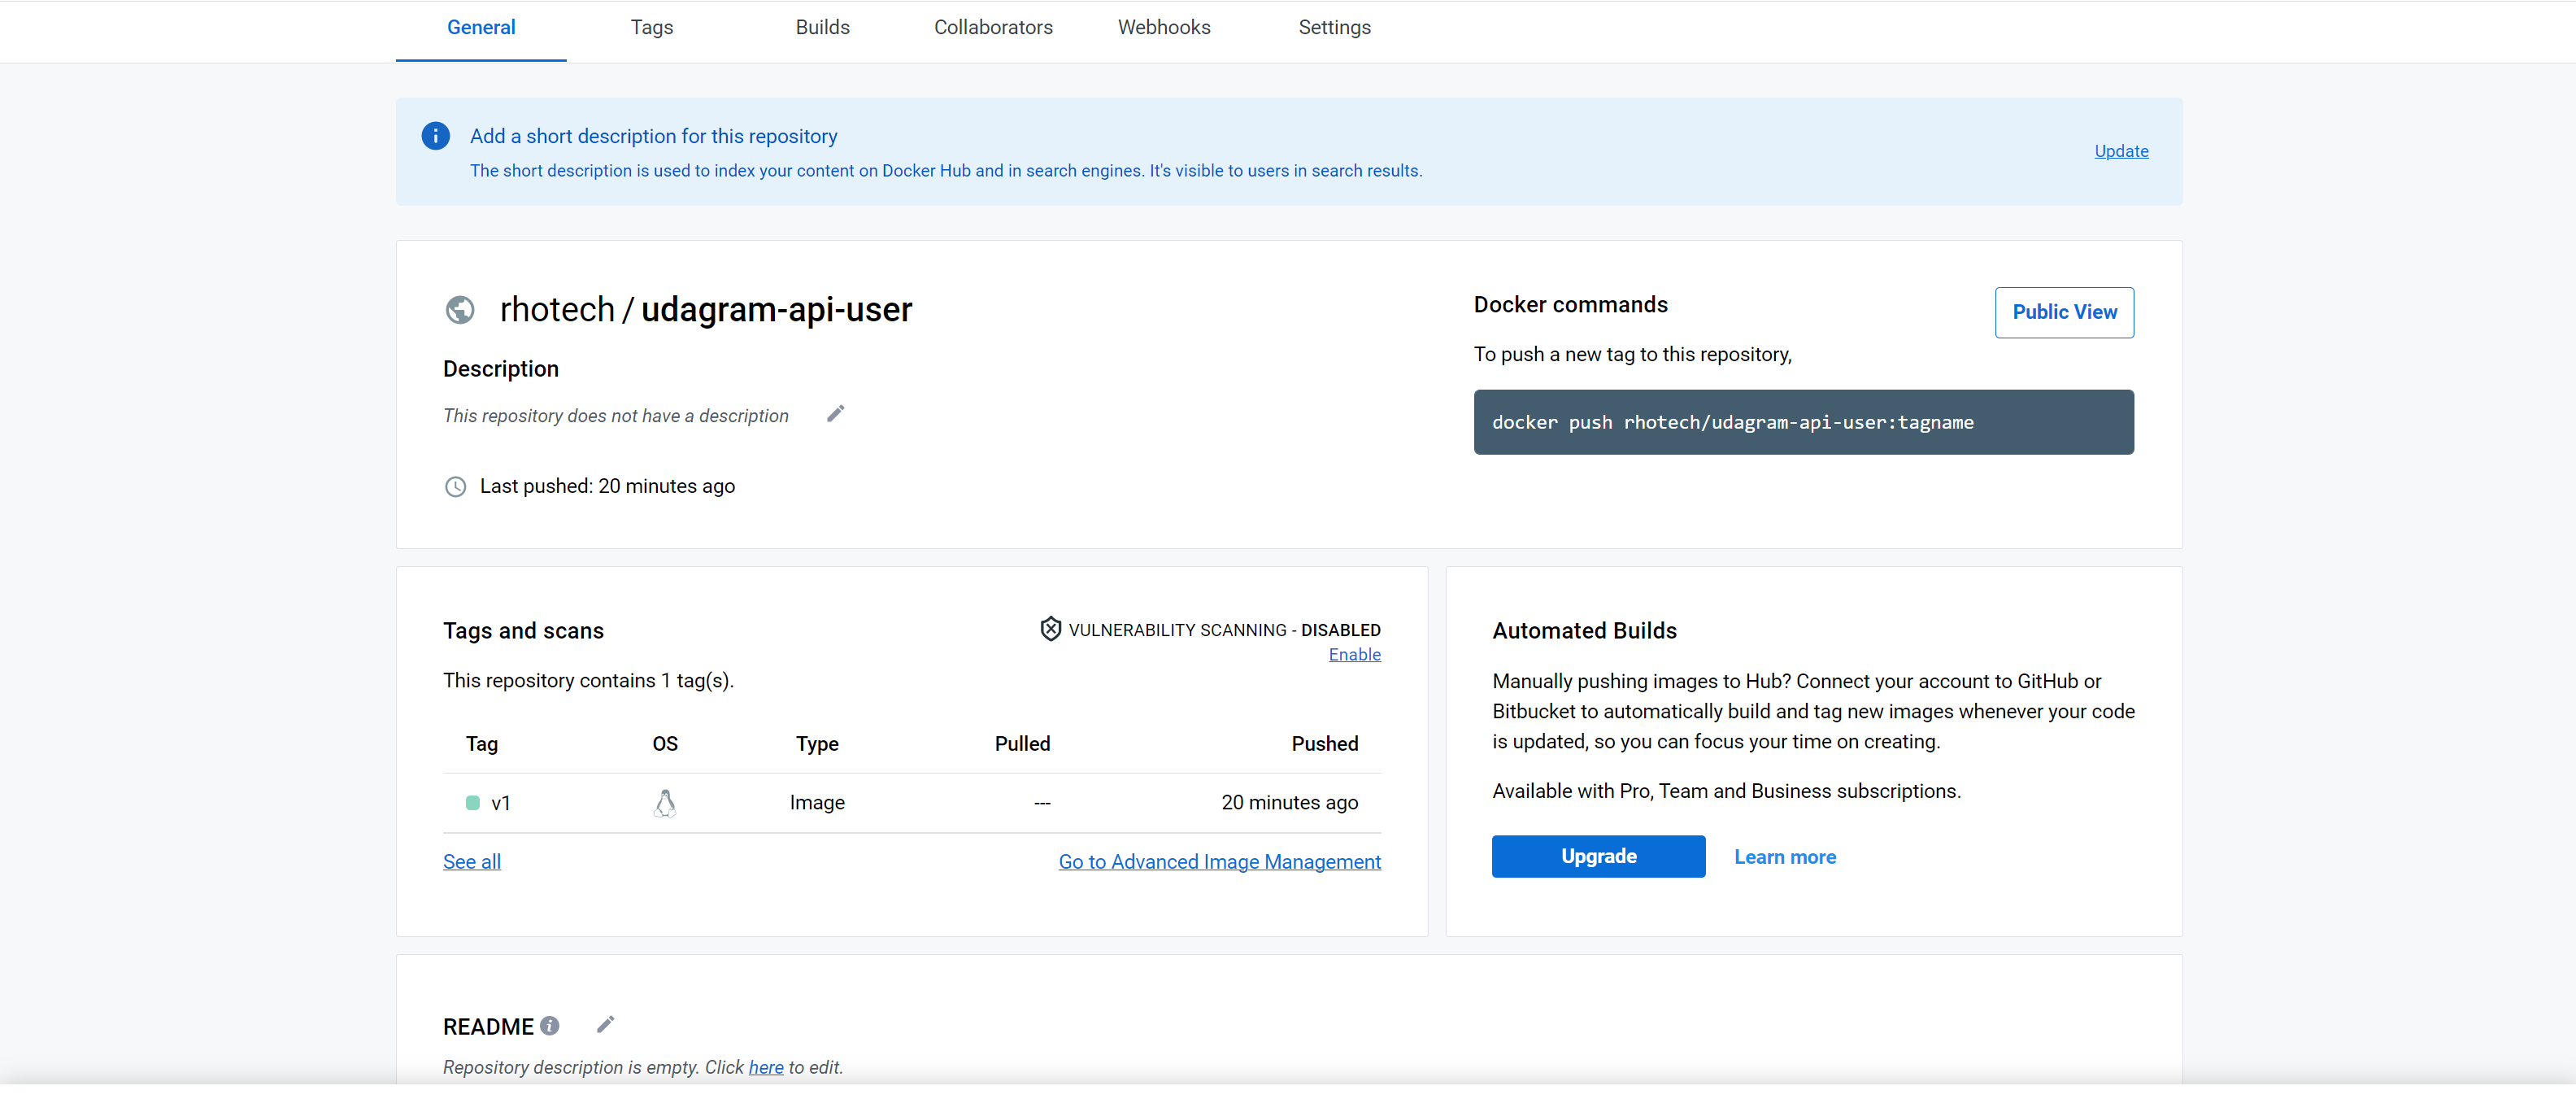 General Tags Builds Collaborators Webhooks Settings
Add a short description for this repository
The short description is used to index your content on Docker Hub and in search engines. It's visible to users in search results.
Update
rhotech / udagram-api-user
Description
This repository does not have a description
Last pushed: 20 minutes ago
Docker commands
Public View
To push a new tag to this repository,
docker push rhotech/udagram-api-user:tagname
Tags and scans
VULNERABILITY SCANNING - DISABLED
Enable
This repository contains 1 tag(s).
Tag OS Type Pulled Pushed
v1 Image --- 20 minutes ago
See all
Go to Advanced Image Management
Automated Builds
Manually pushing images to Hub? Connect your account to GitHub or
Bitbucket to automatically build and tag new images whenever your code
is updated, so you can focus your time on creating.
Available with Pro, Team and Business subscriptions.
Upgrade Learn more
README
Repository description is empty. Click here to edit.